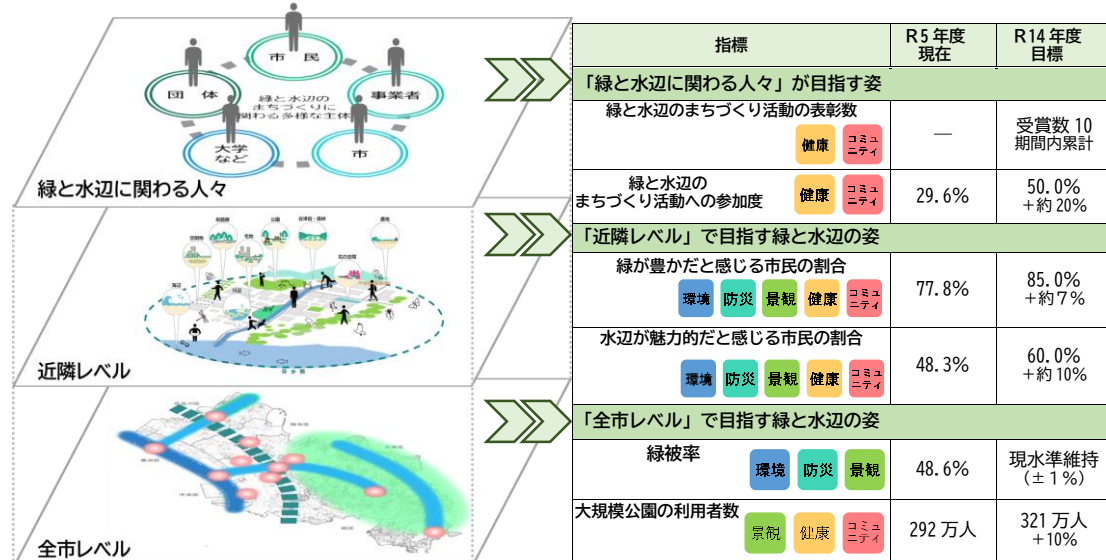 市 民
団 体
事業者
緑と水辺の
まちづくりに
関わる多様な主体
大学
など
市
緑と水辺に関わる人々
公園
農地
近隣レベル
全市レベル
指標
R5年度
現在
R14年度
目標
「緑と水辺に関わる人々」が目指す姿
緑と水辺のまちづくり活動の表彰数
健康
コミュ
ニティ
―
受賞数 10
期間内累計
緑と水辺の
まちづくり活動への参加度
健康
コミュ
ニティ
29.6%
50.0%
＋約20%
「近隣レベル」で目指す緑と水辺の姿
緑が豊かだと感じる市民の割合
環境
防災
景観
健康
コミュ
ニティ
77.8%
85.0%
＋約７%
水辺が魅力的だと感じる市民の割合
環境
防災
景観
健康
コミュ
ニティ
48.3%
60.0%
＋約10%
「全市レベル」で目指す緑と水辺の姿
緑被率
環境
防災
景観
48.6%
現水準維持
（±１%）
大規模公園の利用者数
景観
健康
コミュ
ニティ
292 万人
321 万人
+10%